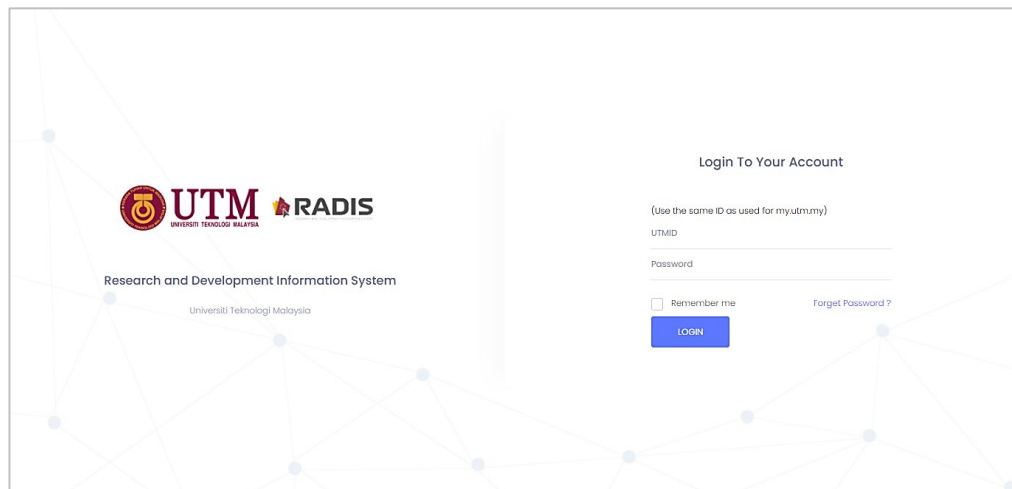 UTM
UNIVERSITI TEKNOLOGI MALAYSIA
RADIS
Research and Development Information System
Universiti Teknologi Malaysia
Login To Your Account
(Use the same ID as used for my.utm.my)
UTMID
Password
Remember me
Forget Password ?
LOGIN